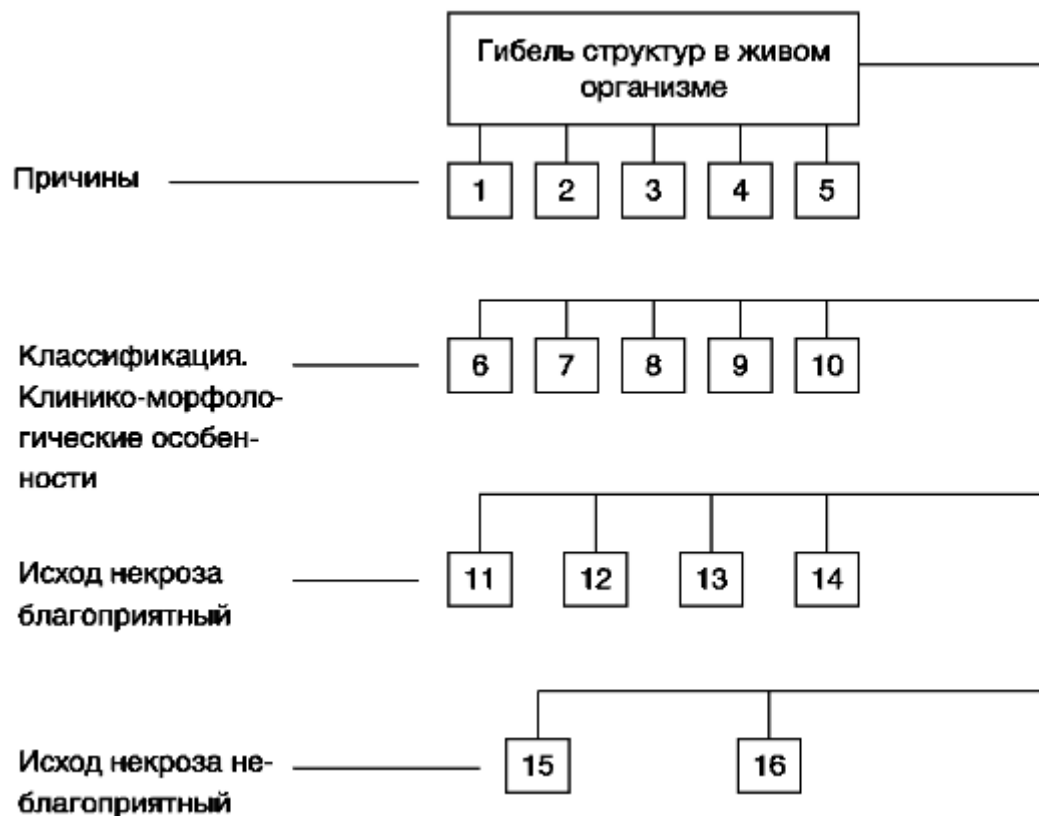 Гибель структур в живом
организме
Причины
1 2 3 4 5
Классификация.
Клинико-морфоло-
гические особен-
ности
6 7 8 9 10
Исход некроза
благоприятный
11 12 13 14
Исход некроза не-
благоприятный
15 16